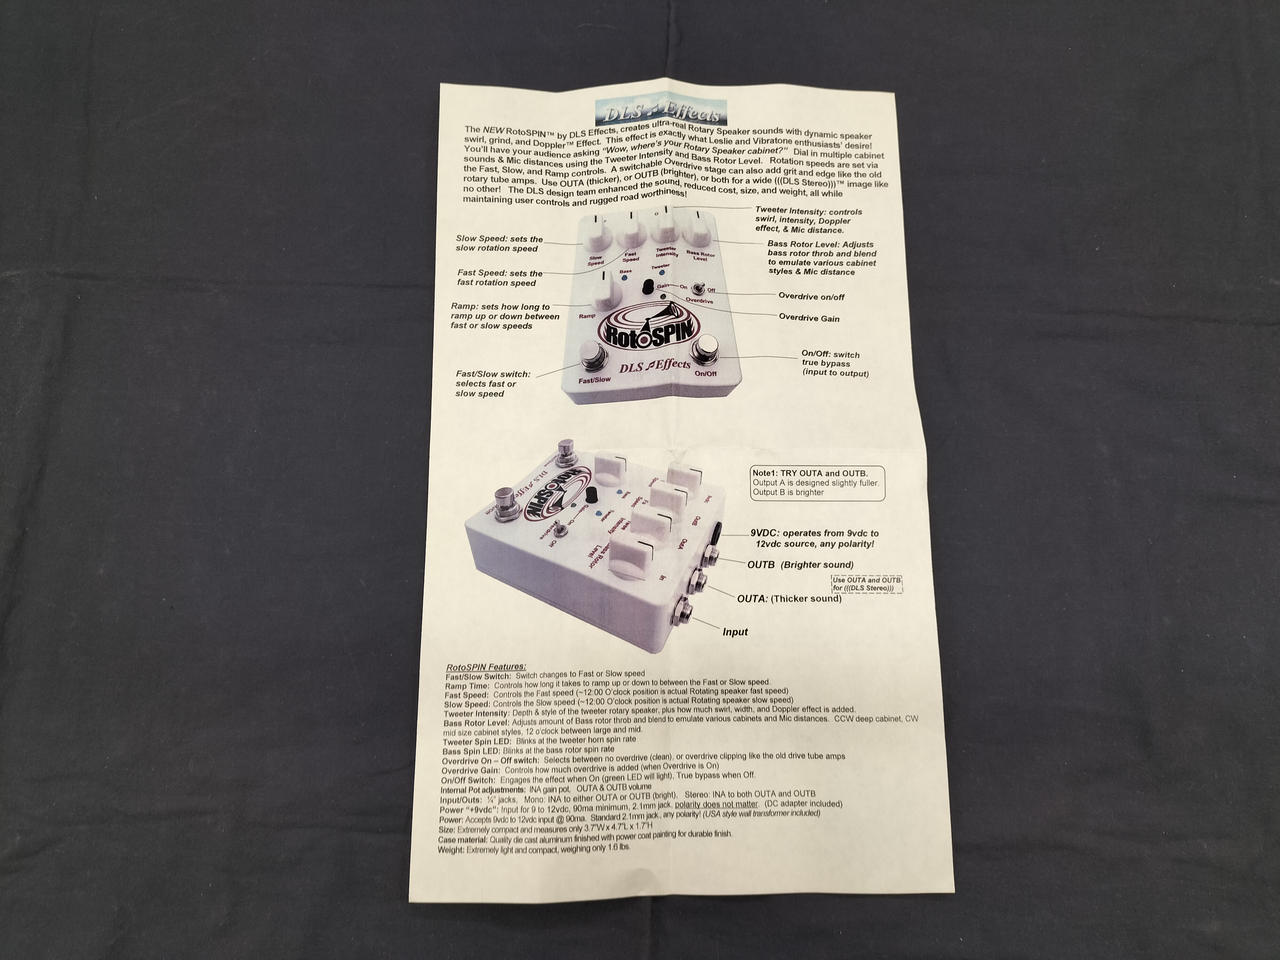 DLS Effects
The NEW RotoSPIN™ by DLS Effects, creates ultra-real Rotary Speaker sounds with dynamic speaker
swirl, grind, and Doppler™ Effect. This effect is exactly what Leslie and Vibratone enthusiasts' desire!
You'll have your audience asking "Wow, where's your Rotary Speaker cabinet?" Dial in multiple cabinet
sounds & Mic distances using the Tweeter Intensity and Bass Rotor Level. Rotation speeds are set via
the Fast, Slow, and Ramp controls. A switchable Overdrive stage can also add grit and edge like the old
rotary tube amps. Use OUTA (thicker), or OUTB (brighter), or both for a wide (((DLS Stereo)))™ image like
no other! The DLS design team enhanced the sound, reduced cost, size, and weight, all while
maintaining user controls and rugged road worthiness!
Tweeter Intensity: controls
swirl, intensity, Doppler
effect, & Mic distance.
Slow Speed: sets the
slow rotation speed
Bass Rotor Level: Adjusts
bass rotor throb and blend
to emulate various cabinet
styles & Mic distance
Fast Speed: sets the
fast rotation speed
Overdrive on/off
Ramp: sets how long to
ramp up or down between
fast or slow speeds
Overdrive Gain
On/Off: switch
true bypass
(input to output)
Fast/Slow switch:
selects fast or
slow speed
Slow
Speed
Fast
Speed
Tweeter
Intensity
Bass Rotor
Level
Bass
Tweeter
Gain
On
Off
Overdrive
Ramp
RotoSPIN
DLS Effects
Fast/Slow
On/Off
Note1: TRY OUTA and OUTB.
Output A is designed slightly fuller.
Output B is brighter
9VDC: operates from 9vdc to
12vdc source, any polarity!
OUTB (Brighter sound)
Use OUTA and OUTB
for (((DLS Stereo)))
OUTA: (Thicker sound)
Input
RotoSPIN
OutB
OutA
In
RotoSPIN Features:
Fast/Slow Switch: Switch changes to Fast or Slow speed
Ramp Time: Controls how long it takes to ramp up or down to between the Fast or Slow speed.
Fast Speed: Controls the Fast speed (~12:00 O'clock position is actual Rotating speaker fast speed)
Slow Speed: Controls the Slow speed (~12:00 O'clock position is actual Rotating speaker slow speed)
Tweeter Intensity: Depth & style of the tweeter rotary speaker, plus how much swirl, width, and Doppler effect is added.
Bass Rotor Level: Adjusts amount of Bass rotor throb and blend to emulate various cabinets and Mic distances. CCW deep cabinet, CW
mid size cabinet styles, 12 o'clock between large and mid.
Tweeter Spin LED: Blinks at the tweeter horn spin rate
Bass Spin LED: Blinks at the bass rotor spin rate
Overdrive On – Off switch: Selects between no overdrive (clean), or overdrive clipping like the old drive tube amps
Overdrive Gain: Controls how much overdrive is added (when Overdrive is On)
On/Off Switch: Engages the effect when On (green LED will light), True bypass when Off.
Internal Pot adjustments: INA gain pot, OUTA & OUTB volume
Input/Outs: ¼" jacks, Mono: INA to either OUTA or OUTB (bright), Stereo: INA to both OUTA and OUTB
Power "+9vdc": Input for 9 to 12vdc, 90ma minimum, 2.1mm jack, polarity does not matter. (DC adapter included)
Power: Accepts 9vdc to 12vdc input @ 90ma. Standard 2.1mm jack, any polarity! (USA style wall transformer included)
Size: Extremely compact and measures only 3.7"W x 4.7"L x 1.7"H
Case material: Quality die cast aluminum finished with power coat painting for durable finish.
Weight: Extremely light and compact, weighing only 1.6 lbs.